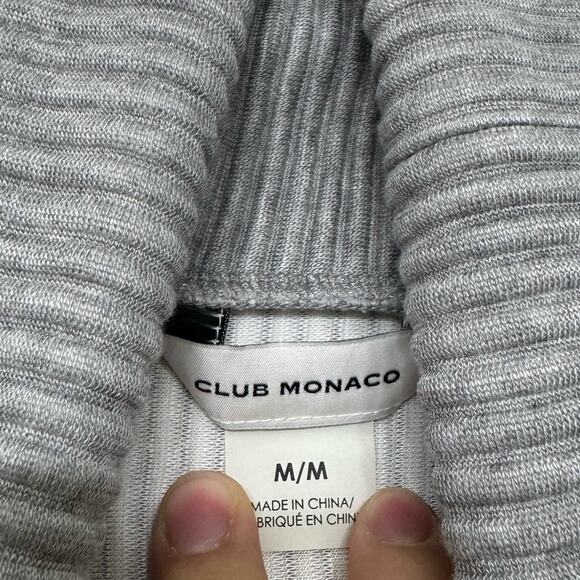 CLUB MONACO
M/M
MADE IN CHINA/
BRIQUÉ EN CHIN